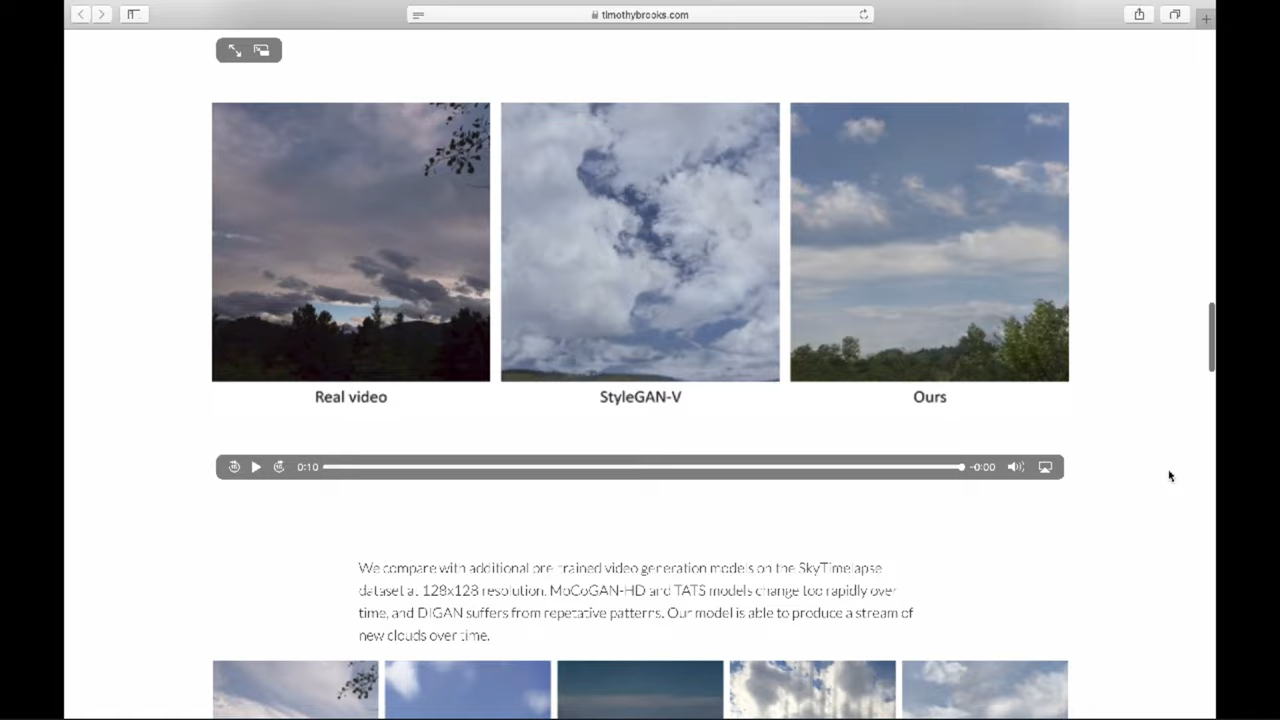 timothybrooks.com
Real video
StyleGAN-V
Ours
0:10
-0:00
We compare with additional pre-trained video generation models on the SkyTimelapse
dataset at 128x128 resolution. MoCoGAN-HD and TATS models change too rapidly over
time, and DIGAN suffers from repetative patterns. Our model is able to produce a stream of
new clouds over time.